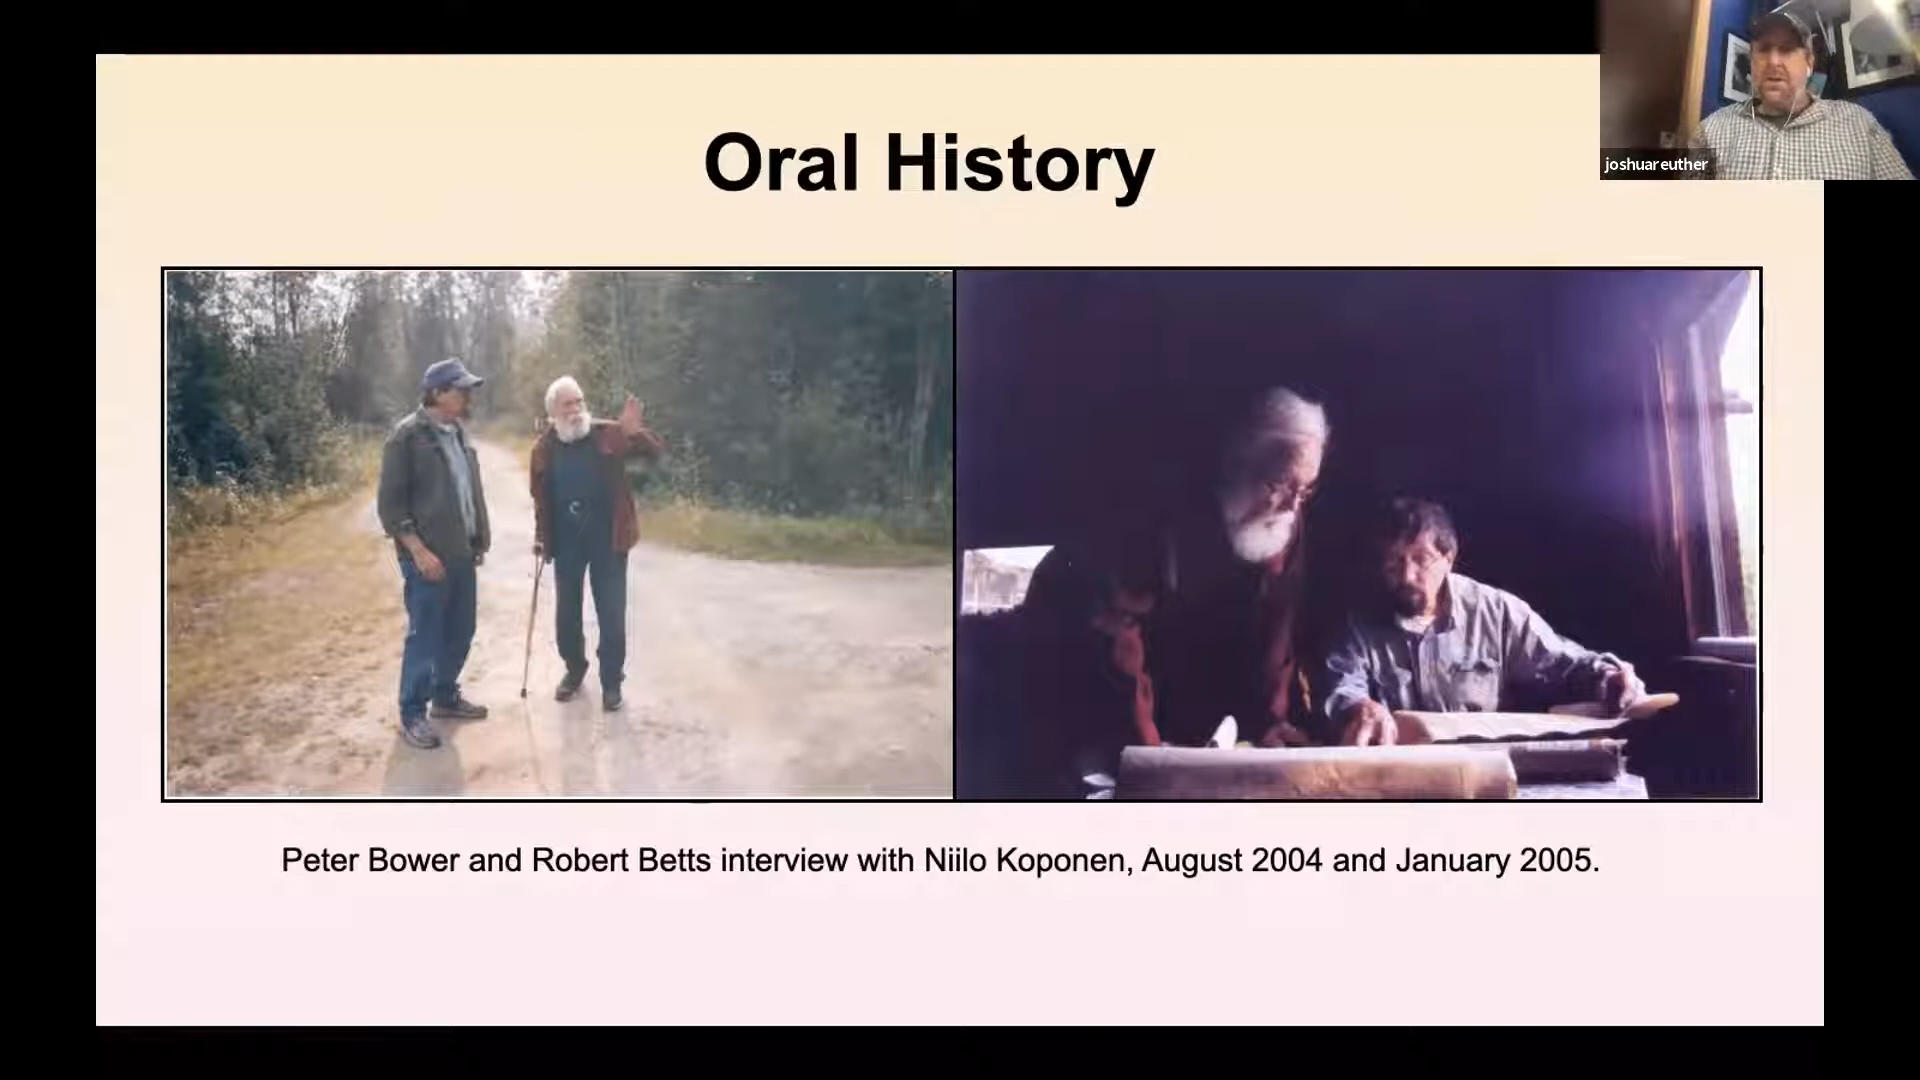 Oral History
joshuareuther
Peter Bower and Robert Betts interview with Niilo Koponen, August 2004 and January 2005.